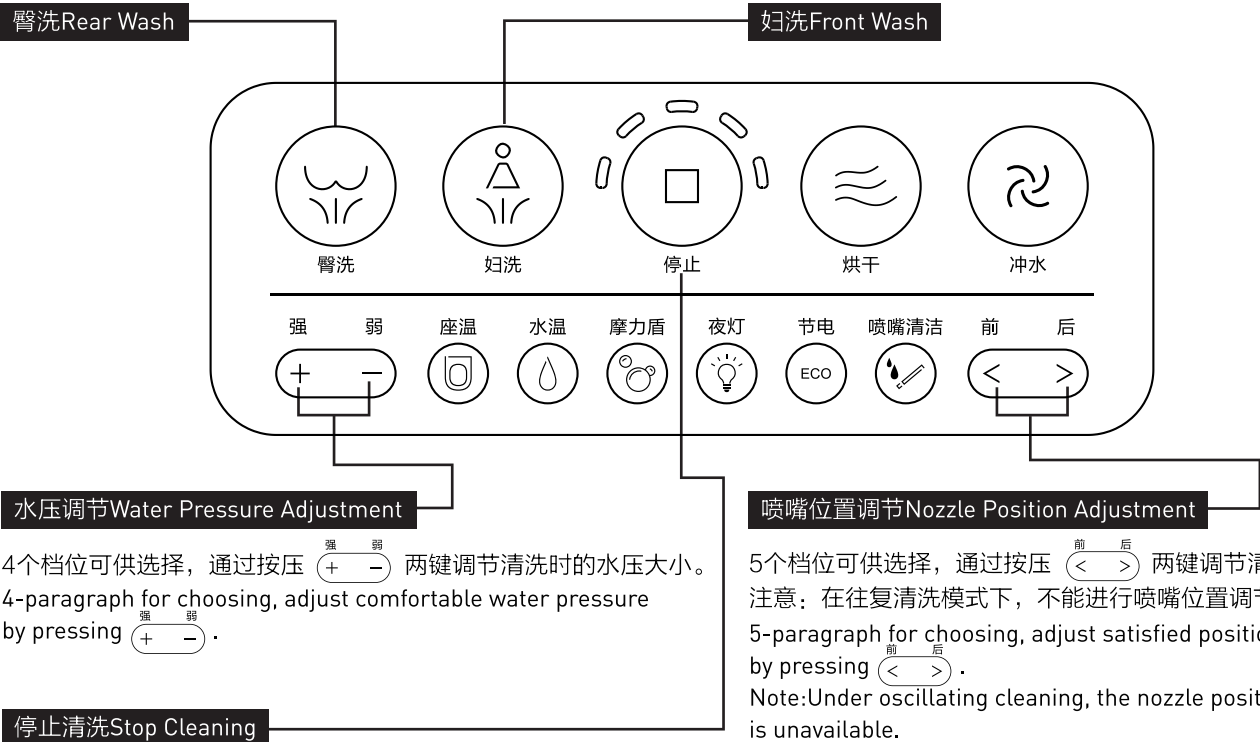 臀洗Rear Wash
妇洗Front Wash
臀洗
妇洗
停止
烘干
冲水
强 弱
座温
水温
摩力盾
夜灯
节电
喷嘴清洁
前 后
+ −
ECO
< >
水压调节Water Pressure Adjustment
4个档位可供选择，通过按压 强 弱 + − 两键调节清洗时的水压大小。
4-paragraph for choosing, adjust comfortable water pressure
by pressing 强 弱 + − .
停止清洗Stop Cleaning
喷嘴位置调节Nozzle Position Adjustment
5个档位可供选择，通过按压 前 后 < > 两键调节清
注意：在往复清洗模式下，不能进行喷嘴位置调节
5-paragraph for choosing, adjust satisfied positio
by pressing 前 后 < > .
Note:Under oscillating cleaning, the nozzle posit
is unavailable.